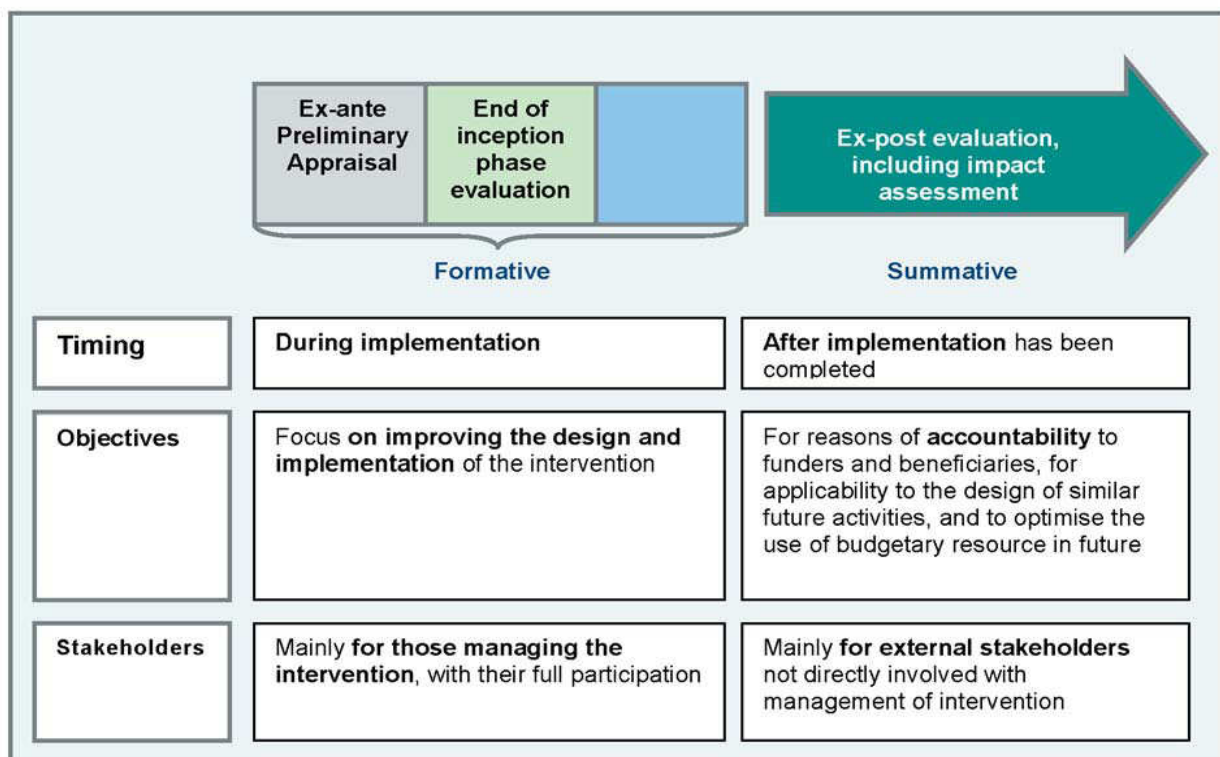 Ex-ante
Preliminary
Appraisal
End of
inception
phase
evaluation
Ex-post evaluation,
including impact
assessment
Formative
Summative
Timing
During implementation
After implementation has been
completed
Objectives
Focus on improving the design and
implementation of the intervention
For reasons of accountability to
funders and beneficiaries, for
applicability to the design of similar
future activities, and to optimise the
use of budgetary resource in future
Stakeholders
Mainly for those managing the
intervention, with their full participation
Mainly for external stakeholders
not directly involved with
management of intervention